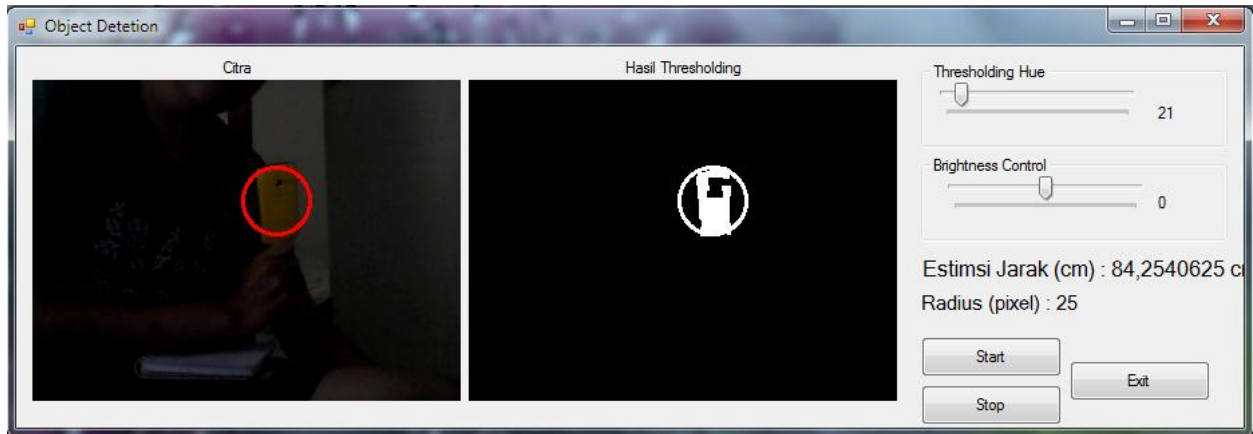 Object Detetion
Citra
Hasil Thresholding
Thresholding Hue
21
Brightness Control
0
Estimsi Jarak (cm) : 84,2540625 c
Radius (pixel) : 25
Start
Stop
Exit